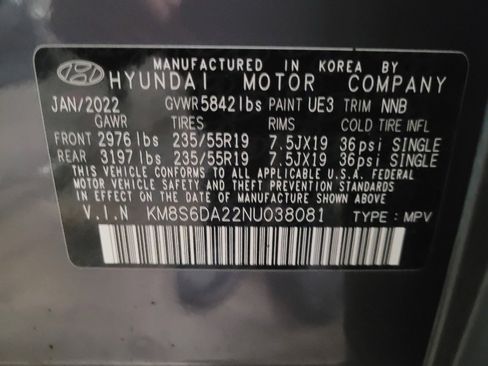 MANUFACTURED IN KOREA BY
HYUNDAI MOTOR COMPANY
JAN/2022 GVWR 5842 lbs PAINT UE3 TRIM NNB
GAWR TIRES RIMS COLD TIRE INFL
FRONT 2976 lbs 235/55R19 7.5JX19 36psi SINGLE
REAR 3197 lbs 235/55R19 7.5JX19 36psi SINGLE
THIS VEHICLE CONFORMS TO ALL APPLICABLE U.S.A. FEDERAL
MOTOR VEHICLE SAFETY, BUMPER, AND THEFT PREVENTION STANDARDS
IN EFFECT ON THE DATE OF MANUFACTURE SHOWN ABOVE.
V.I.N KM8S6DA22NU038081 TYPE : MPV